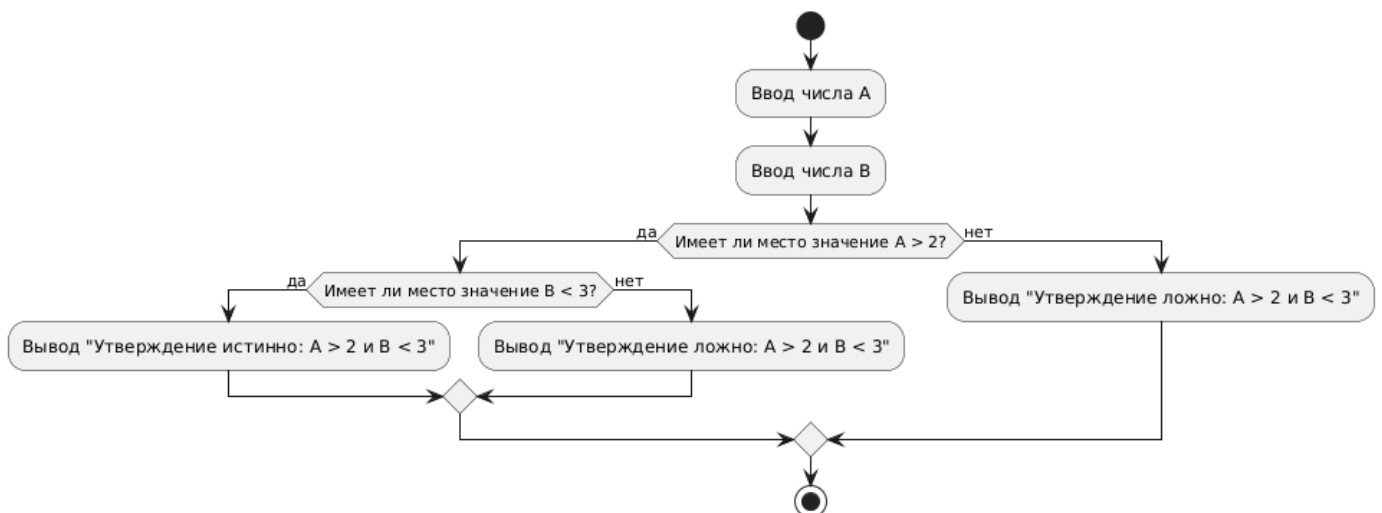 Ввод числа A
Ввод числа B
да
Имеет ли место значение A > 2?
нет
да
Имеет ли место значение B < 3?
нет
Вывод "Утверждение ложно: A > 2 и B < 3"
Вывод "Утверждение истинно: A > 2 и B < 3"
Вывод "Утверждение ложно: A > 2 и B < 3"